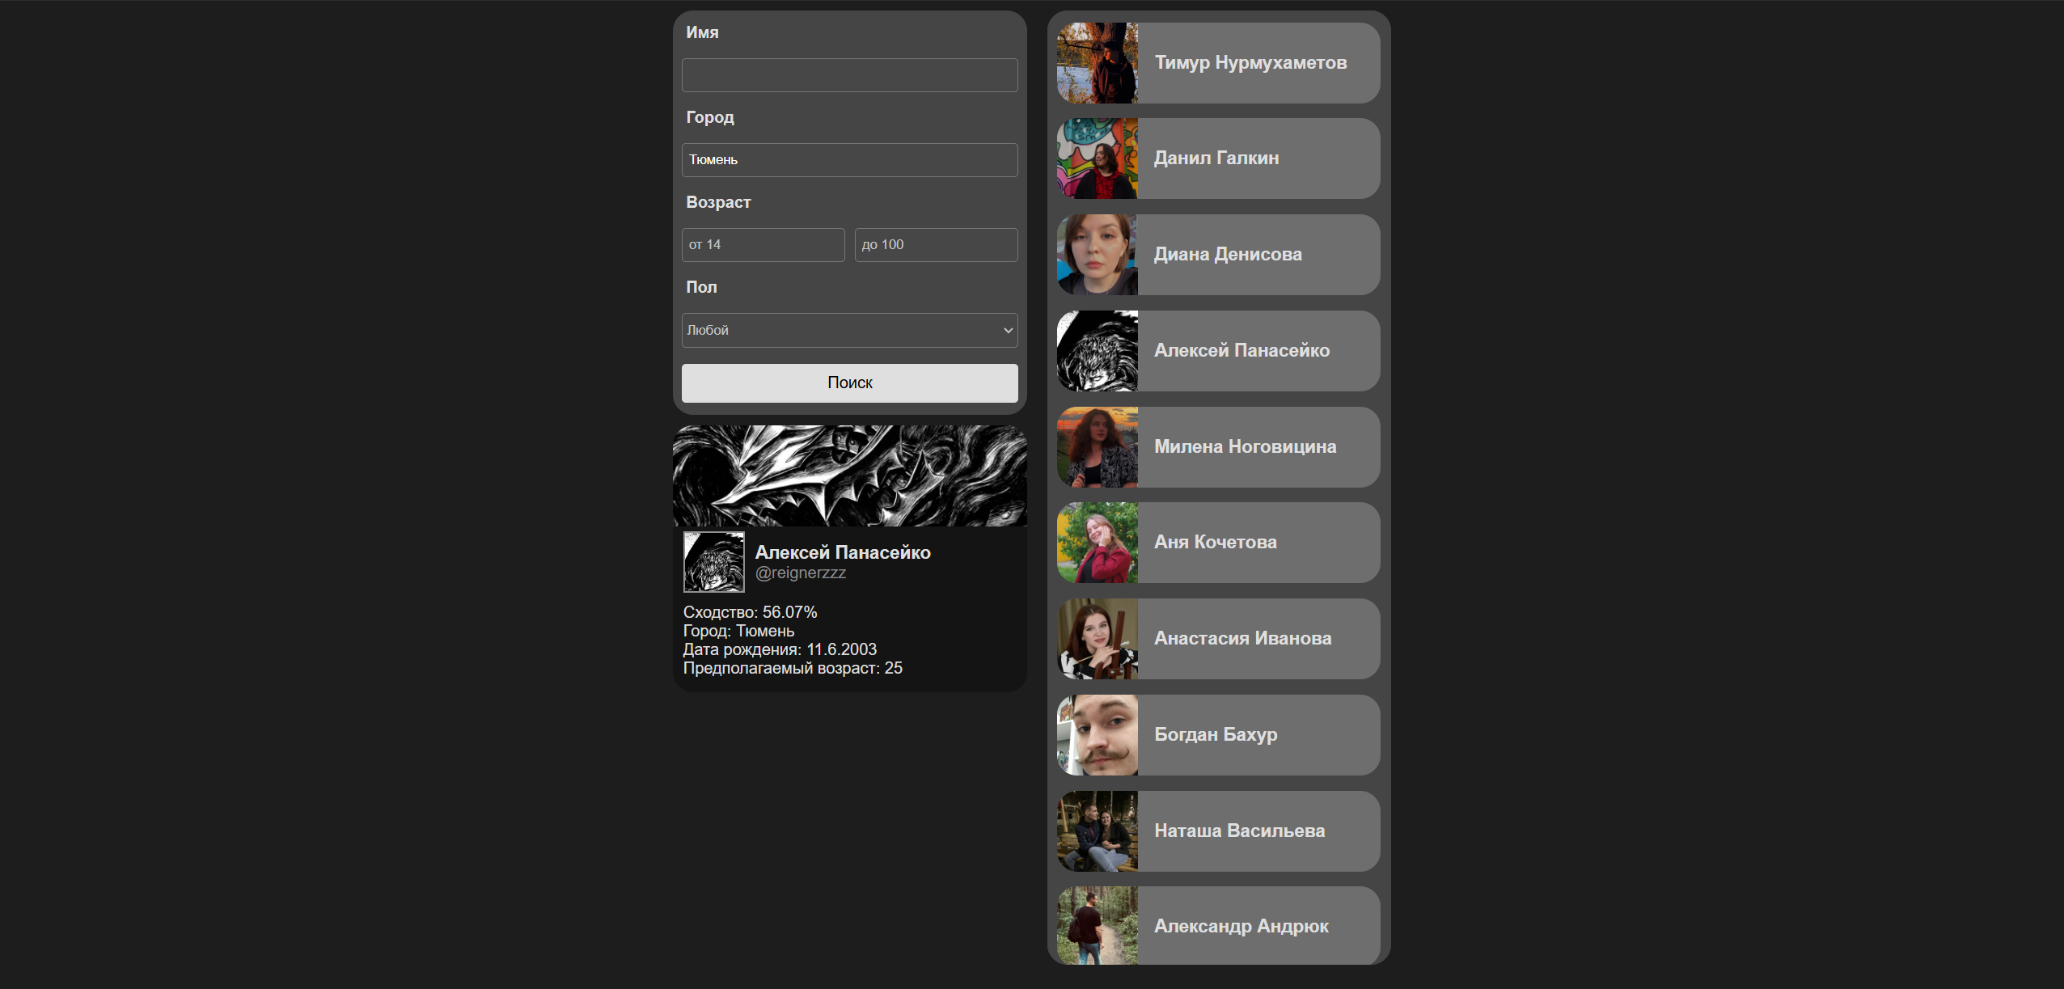 Имя
Город
Тюмень
Возраст
от 14
до 100
Пол
Любой
Поиск
Алексей Панасейко
@reignerzzz
Сходство: 56.07%
Город: Тюмень
Дата рождения: 11.6.2003
Предполагаемый возраст: 25
Тимур Нурмухаметов
Данил Галкин
Диана Денисова
Алексей Панасейко
Милена Ноговицина
Аня Кочетова
Анастасия Иванова
Богдан Бахур
Наташа Васильева
Александр Андрюк